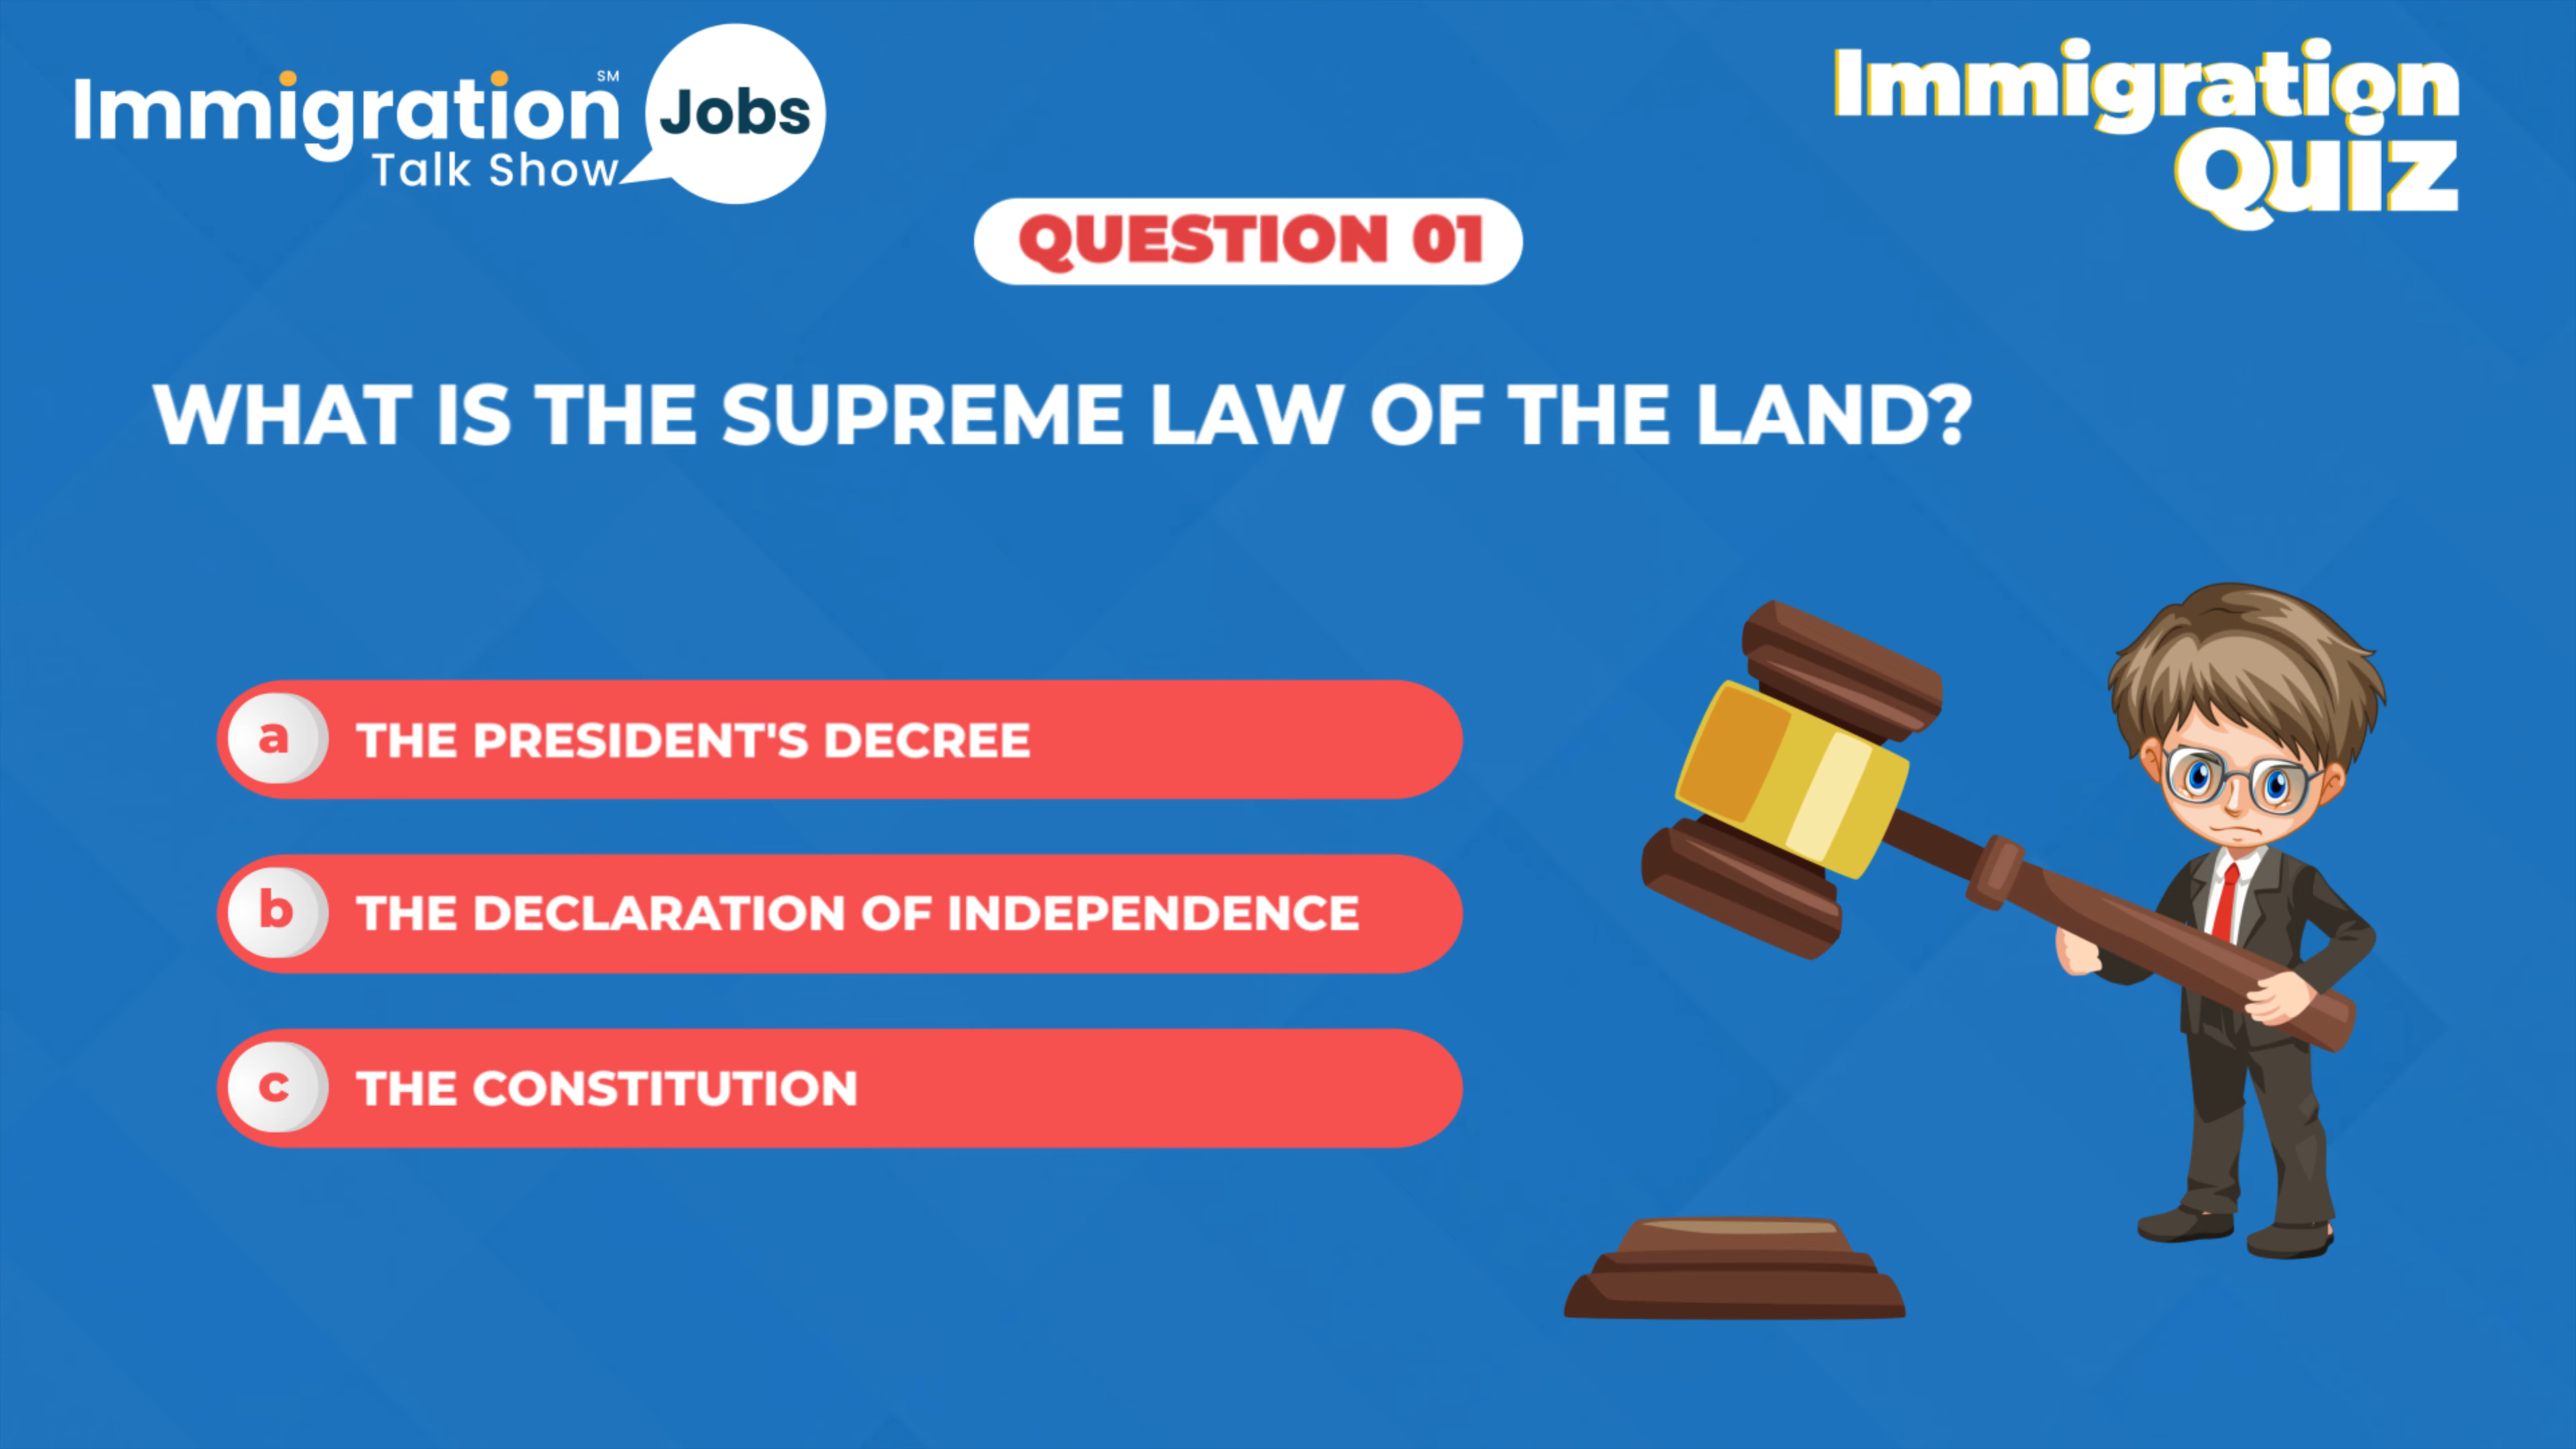 Immigration SM
Talk Show
Jobs
Immigration
Quiz
QUESTION 01
WHAT IS THE SUPREME LAW OF THE LAND?
a THE PRESIDENT'S DECREE
b THE DECLARATION OF INDEPENDENCE
c THE CONSTITUTION